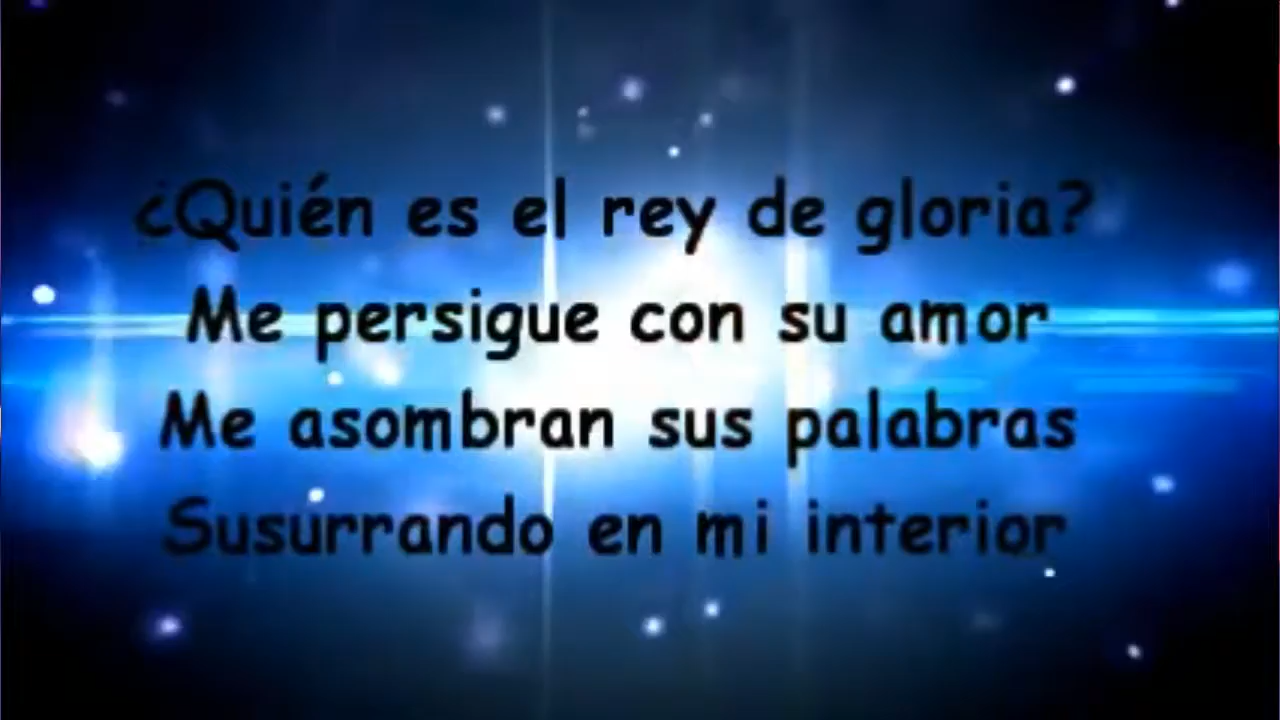 ¿Quién es el rey de gloria?
Me persigue con su amor
Me asombran sus palabras
Susurrando en mi interior